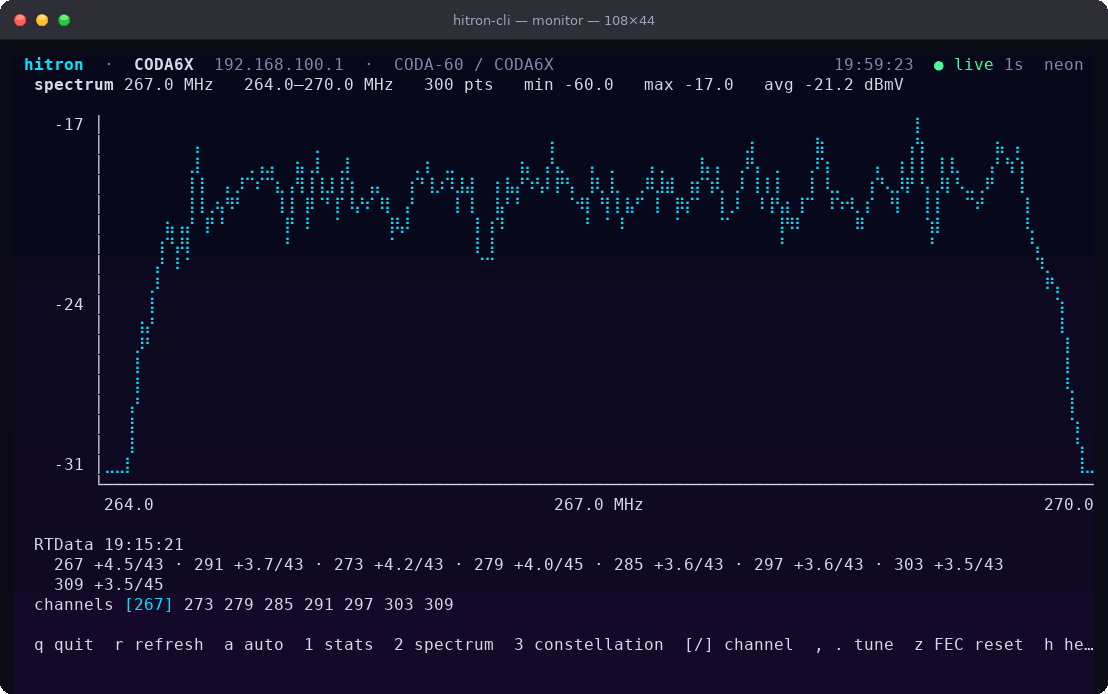 hitron-cli — monitor — 108×44
hitron · CODA6X 192.168.100.1 · CODA-60 / CODA6X 19:59:23 ● live 1s neon
spectrum 267.0 MHz 264.0–270.0 MHz 300 pts min -60.0 max -17.0 avg -21.2 dBmV
-17
-24
-31
264.0 267.0 MHz 270.0
RTData 19:15:21
267 +4.5/43 · 291 +3.7/43 · 273 +4.2/43 · 279 +4.0/45 · 285 +3.6/43 · 297 +3.6/43 · 303 +3.5/43
309 +3.5/45
channels [267] 273 279 285 291 297 303 309
q quit r refresh a auto 1 stats 2 spectrum 3 constellation [/] channel , . tune z FEC reset h he…